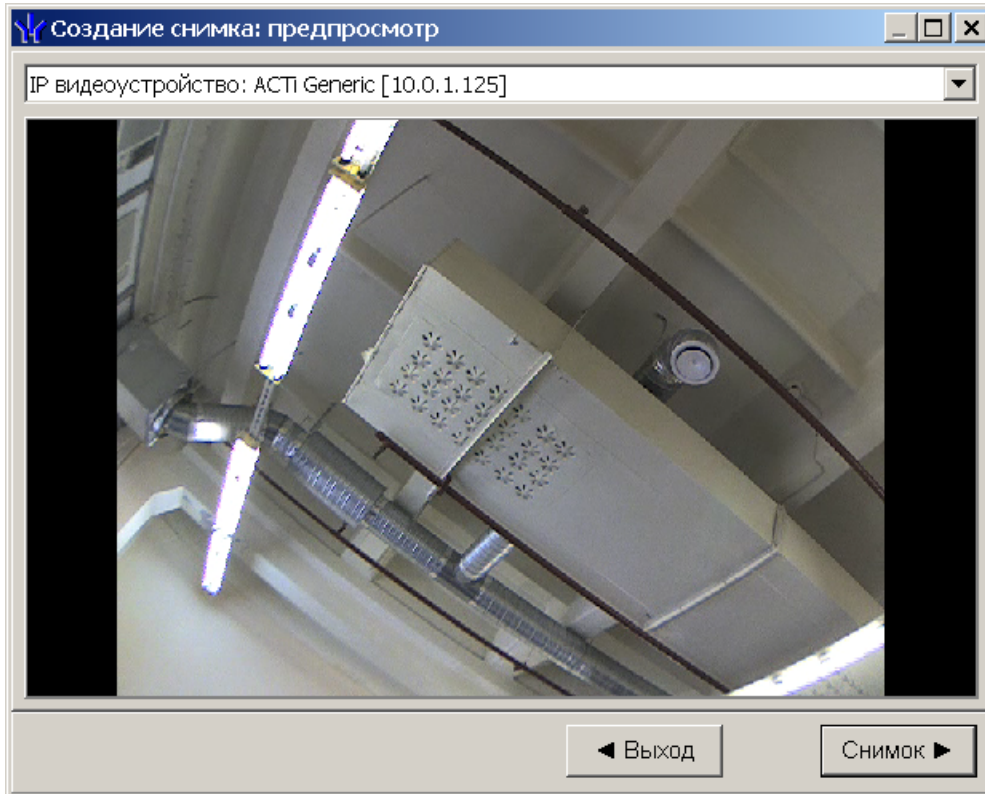 Создание снимка: предпросмотр
IP видеоустройство: ACTi Generic [10.0.1.125]
Выход
Снимок